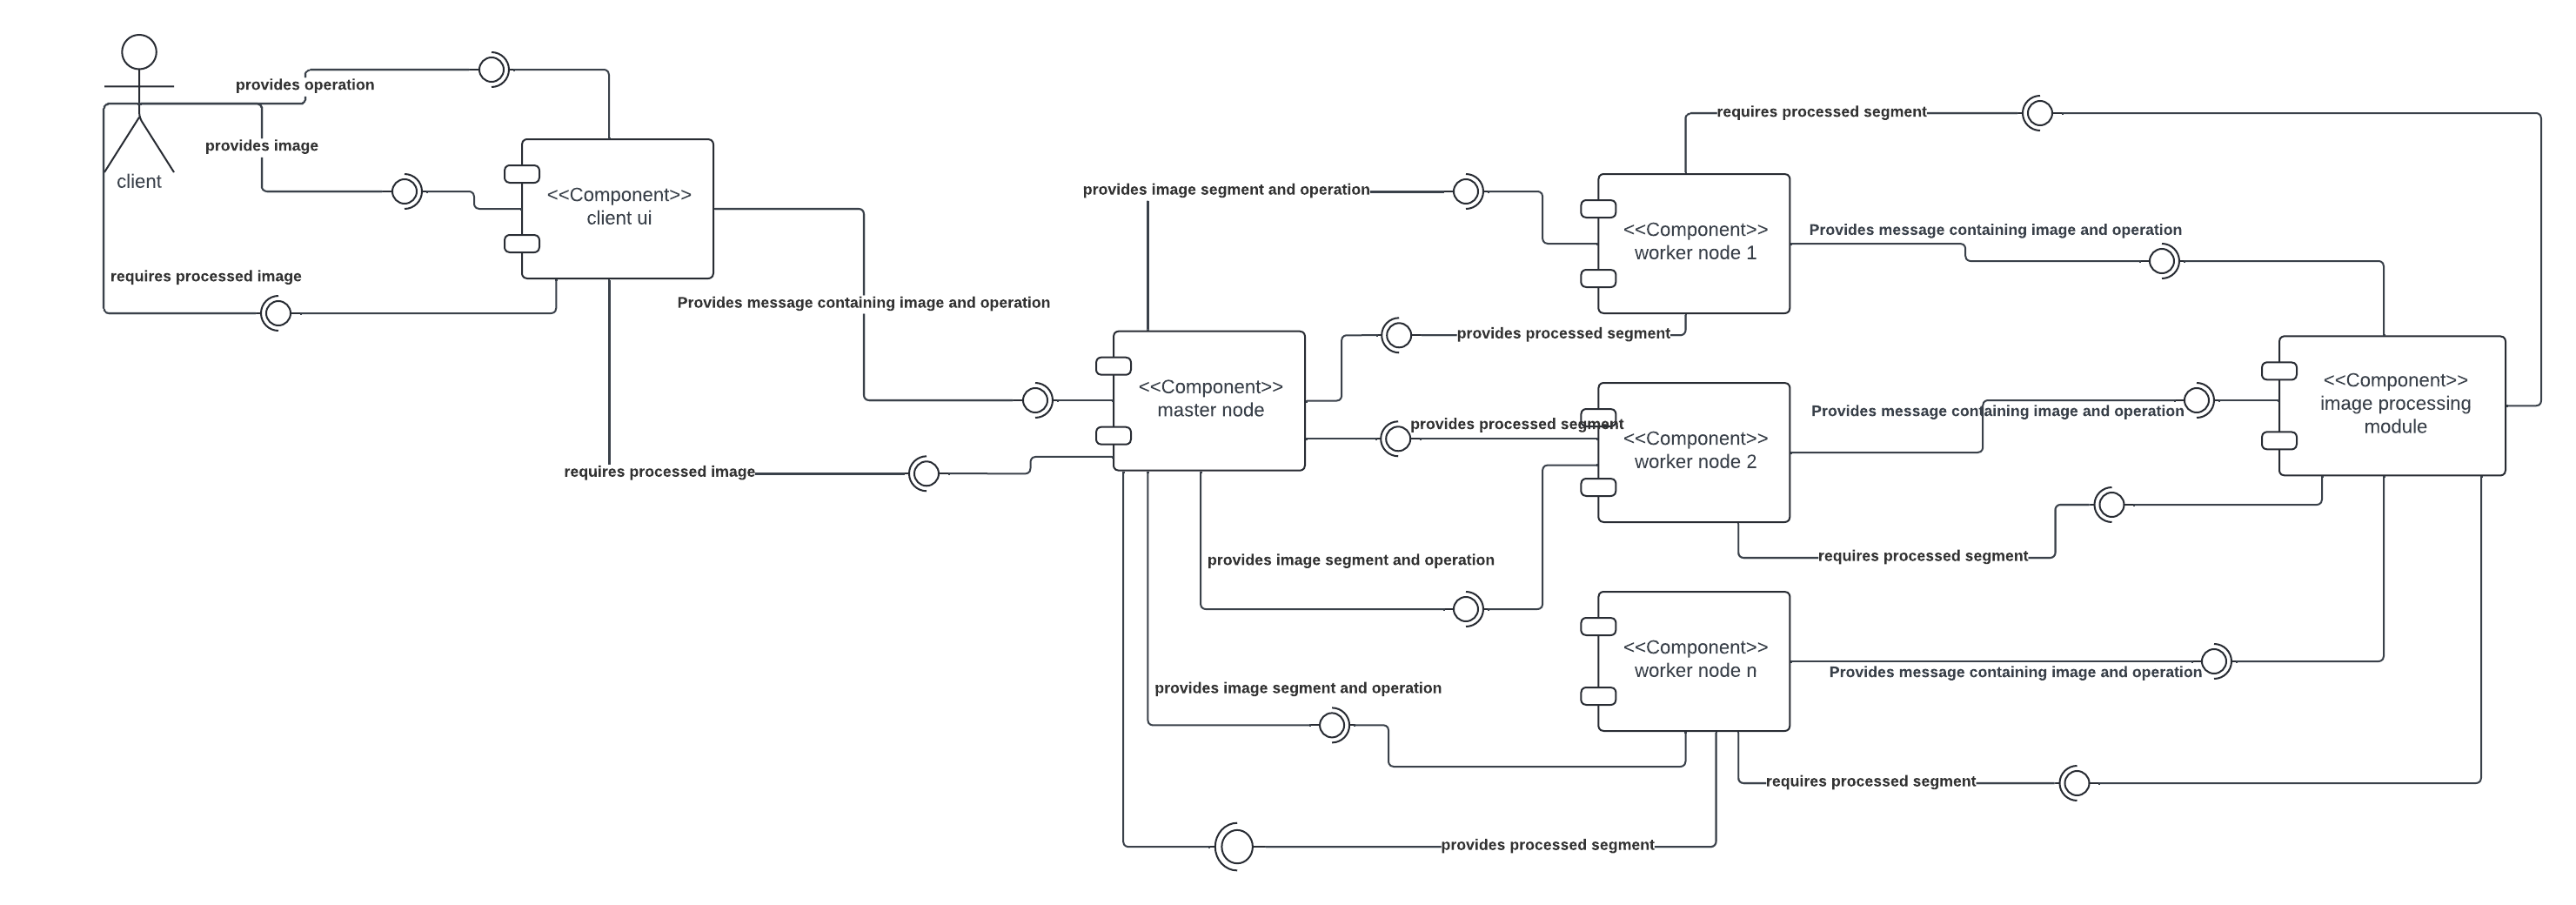 provides operation
provides image
client
requires processed image
<<Component>>
client ui
Provides message containing image and operation
requires processed image
<<Component>>
master node
provides image segment and operation
provides processed segment
provides processed segment
provides image segment and operation
provides image segment and operation
provides processed segment
<<Component>>
worker node 1
<<Component>>
worker node 2
<<Component>>
worker node n
requires processed segment
Provides message containing image and operation
Provides message containing image and operation
requires processed segment
Provides message containing image and operation
requires processed segment
<<Component>>
image processing
module